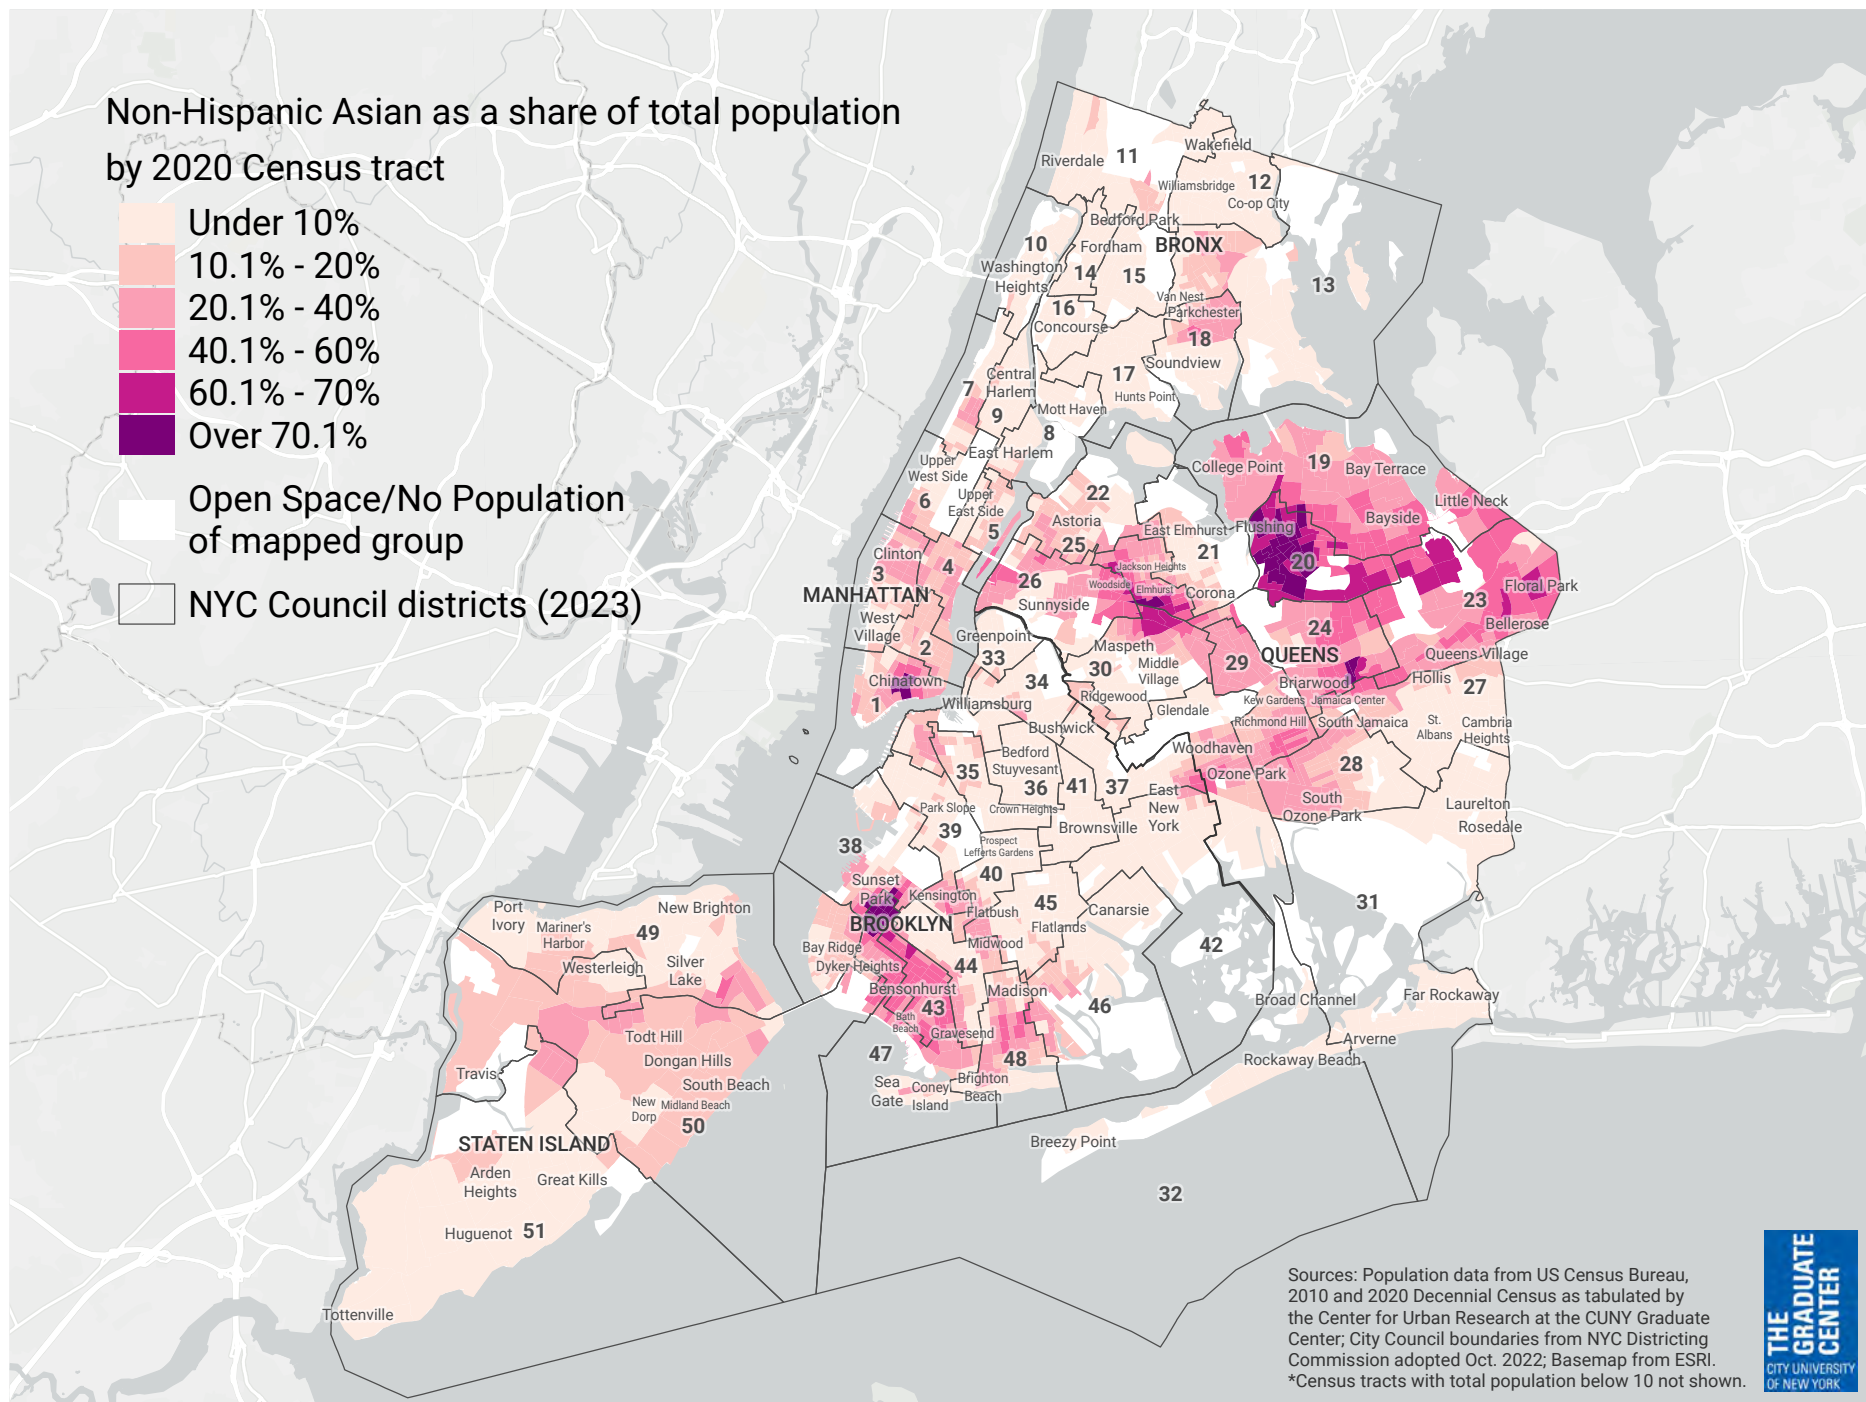 Non-Hispanic Asian as a share of total population
by 2020 Census tract
Under 10%
10.1% - 20%
20.1% - 40%
40.1% - 60%
60.1% - 70%
Over 70.1%
Open Space/No Population
of mapped group
NYC Council districts (2023)
Riverdale
11
Wakefield
Williamsbridge
12
Co-op City
Bedford Park
10
Fordham
BRONX
Washington
Heights
14
15
13
16
Concourse
Van Nest
Parkchester
18
Soundview
17
Hunts Point
Central
Harlem
7
9
Mott Haven
8
East Harlem
Upper
West Side
6
Upper
East Side
5
22
Astoria
25
College Point
19
Bay Terrace
Little Neck
Bayside
East Elmhurst
Flushing
21
20
Clinton
3
4
MANHATTAN
26
Jackson Heights
Woodside
Elmhurst
Corona
Sunnyside
Floral Park
23
Bellerose
24
QUEENS
Queens Village
West
Village
2
Greenpoint
33
Maspeth
30
Middle
Village
29
Briarwood
Hollis
27
Chinatown
1
34
Williamsburg
Ridgewood
Glendale
Kew Gardens
Jamaica Center
Richmond Hill
South Jamaica
St.
Albans
Cambria
Heights
Bushwick
Woodhaven
Bedford
Stuyvesant
35
36
41
37
Ozone Park
28
East
New
York
South
Ozone Park
Laurelton
Rosedale
Park Slope
Crown Heights
Brownsville
39
38
Prospect
Lefferts Gardens
40
Sunset
Park
Kensington
Flatbush
45
Canarsie
31
BROOKLYN
Flatlands
Bay Ridge
Midwood
42
Dyker Heights
44
Bensonhurst
Madison
43
46
Bath
Beach
Gravesend
47
48
Broad Channel
Far Rockaway
Arverne
Rockaway Beach
Sea
Gate
Coney
Island
Brighton
Beach
Breezy Point
32
Port
Ivory
Mariner's
Harbor
49
New Brighton
Westerleigh
Silver
Lake
Todt Hill
Dongan Hills
Travis
South Beach
New
Dorp
Midland Beach
50
STATEN ISLAND
Arden
Heights
Great Kills
Huguenot
51
Tottenville
Sources: Population data from US Census Bureau,
2010 and 2020 Decennial Census as tabulated by
the Center for Urban Research at the CUNY Graduate
Center; City Council boundaries from NYC Districting
Commission adopted Oct. 2022; Basemap from ESRI.
*Census tracts with total population below 10 not shown.
THE
GRADUATE
CENTER
CITY UNIVERSITY
OF NEW YORK